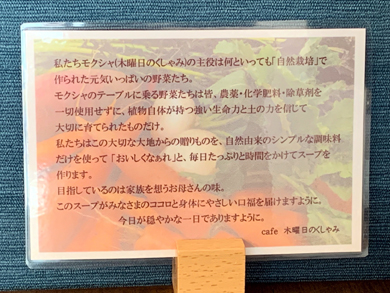 私たちモクシャ(木曜日のくしゃみ)の主役は何といっても「自然栽培」で
作られた元気いっぱいの野菜たち。
モクシャのテーブルに乗る野菜たちは皆、農薬・化学肥料・除草剤を
一切使用せずに、植物自体が持つ強い生命力と土の力を信じて
大切に育てられたものだけ。
私たちはこの大切な大地からの贈りものを、自然由来のシンプルな調味料
だけを使って「おいしくなぁれ」と、毎日たっぷりと時間をかけてスープを
作ります。
目指しているのは家族を想うお母さんの味。
このスープがみなさまのココロと身体にやさしい口福を届けますように。
今日が穏やかな一日でありますように。
cafe 木曜日のくしゃみ